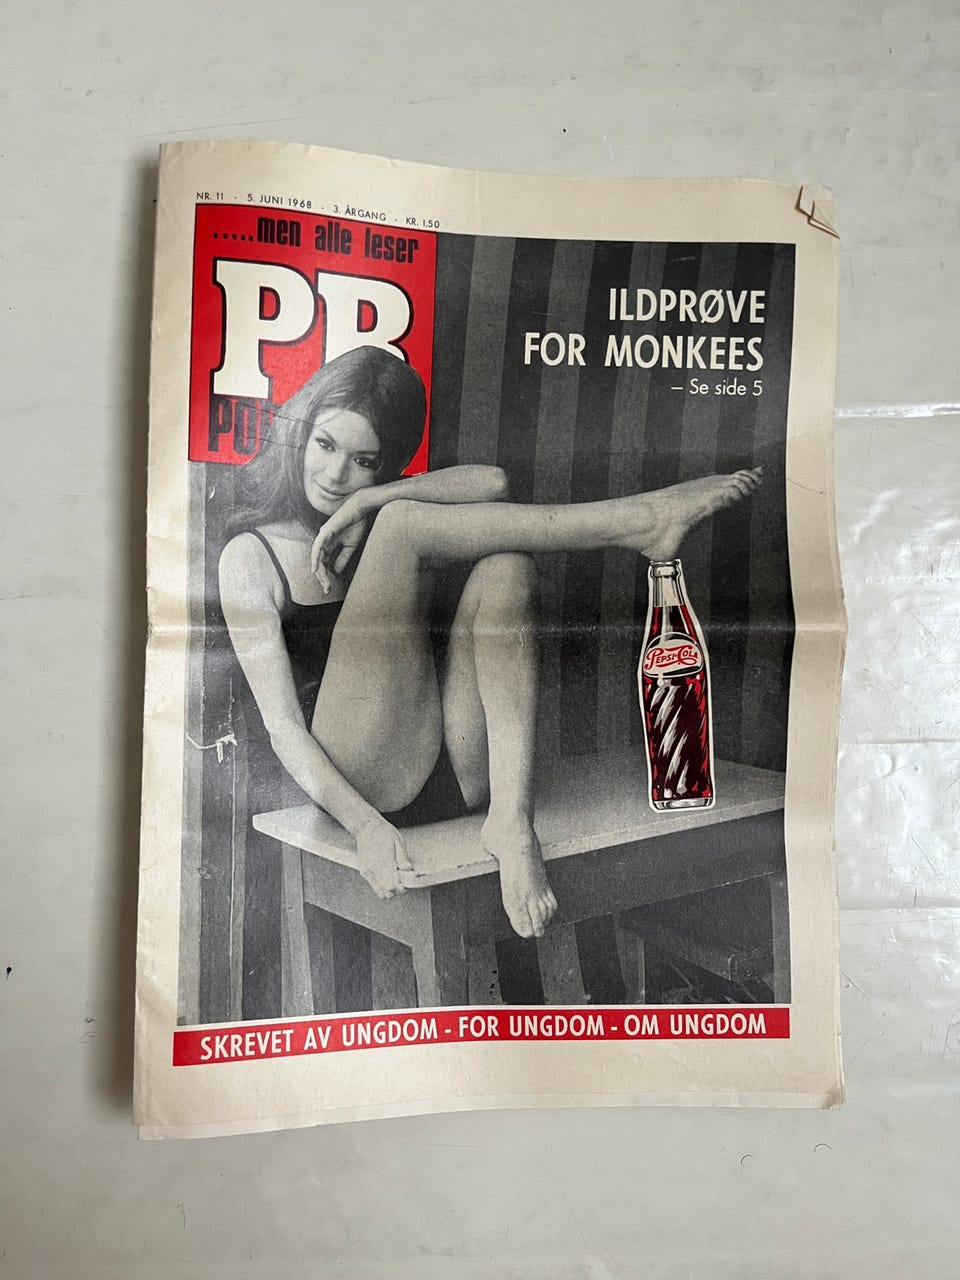 NR. 11 - 5. JUNI 1968 - 3. ÅRGANG - KR. 1,50
.....men alle leser
PB
ILDPRØVE
FOR MONKEES
– Se side 5
PEPSI-COLA
SKREVET AV UNGDOM - FOR UNGDOM - OM UNGDOM